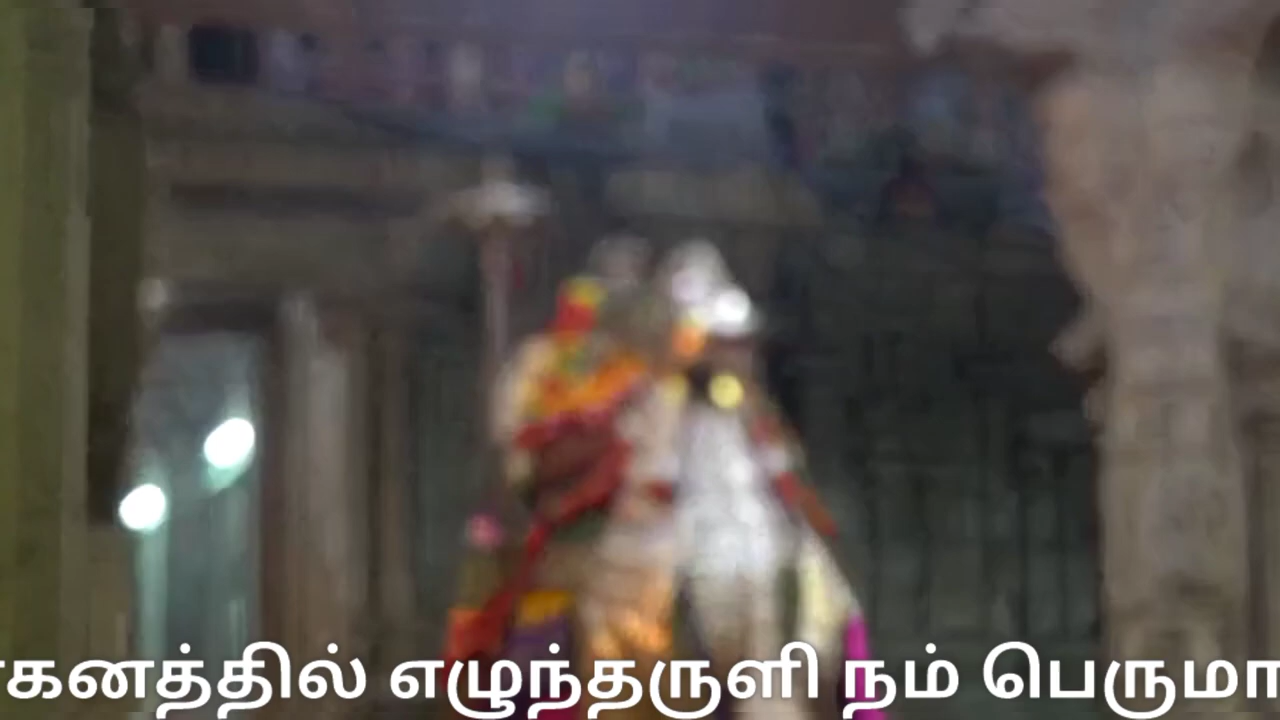 கனத்தில் எழுந்தருளி நம் பெருமா